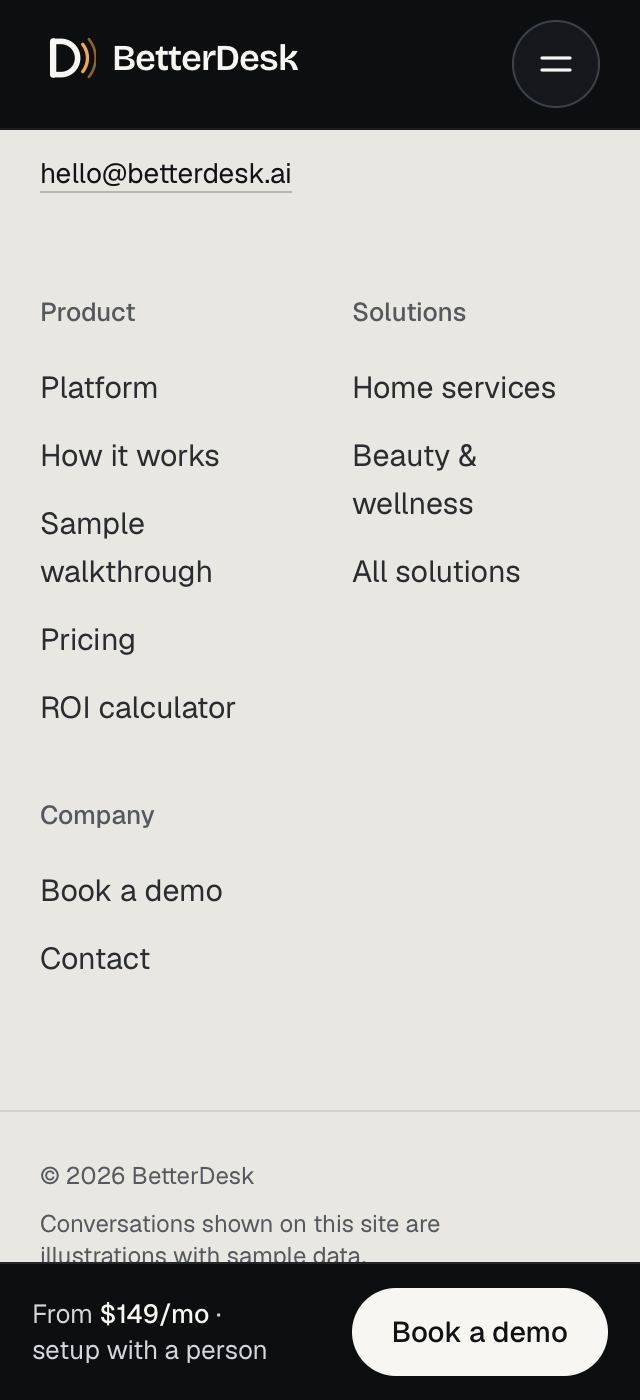 BetterDesk
hello@betterdesk.ai
Product
Platform
How it works
Sample
walkthrough
Pricing
ROI calculator
Solutions
Home services
Beauty &
wellness
All solutions
Company
Book a demo
Contact
© 2026 BetterDesk
Conversations shown on this site are
illustrations with sample data.
From $149/mo ·
setup with a person
Book a demo